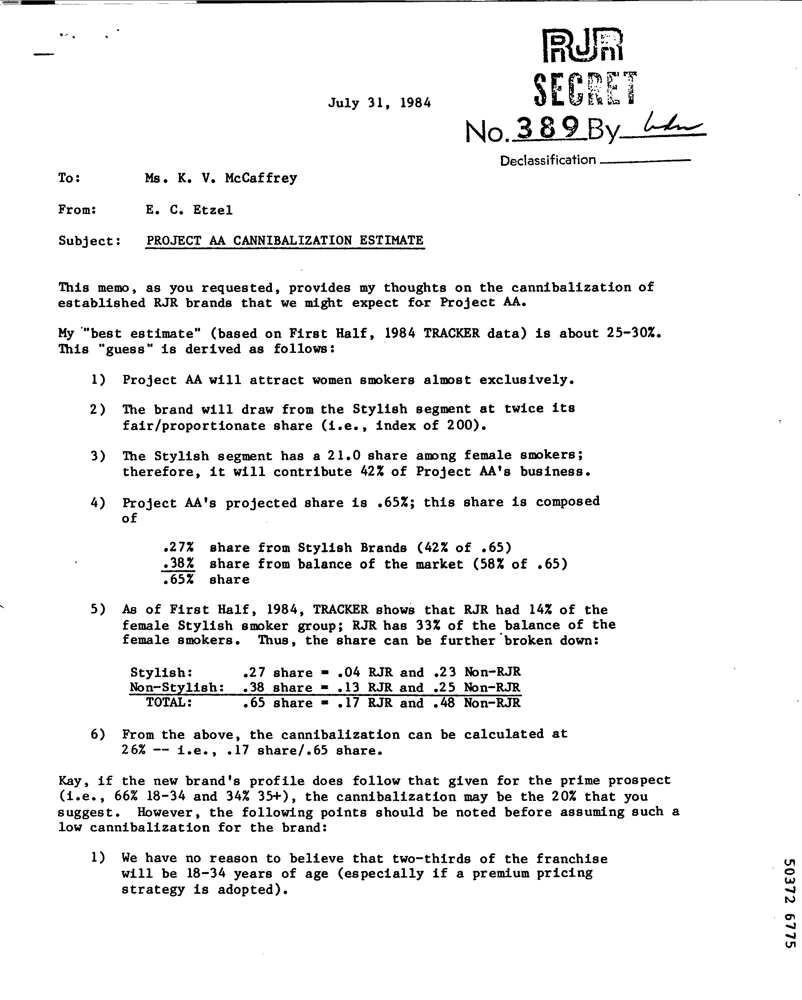 RJR
SECRET
July 31, 1984
No. 389 By
Declassification
To: Ms. K. V. McCaffrey
From: E. C. Etzel
Subject: PROJECT AA CANNIBALIZATION ESTIMATE
This memo, as you requested, provides my thoughts on the cannibalization of
established RJR brands that we might expect for Project AA.
My "best estimate" (based on First Half, 1984 TRACKER data) is about 25-30%.
This "guess" is derived as follows:
1) Project AA will attract women smokers almost exclusively.
2) The brand will draw from the Stylish segment at twice its
fair/proportionate share (i.e., index of 200).
3) The Stylish segment has a 21.0 share among female smokers;
therefore, it will contribute 42% of Project AA's business.
4) Project AA's projected share is .65%; this share is composed
of
.27% share from Stylish Brands (42% of .65)
.38% share from balance of the market (58% of .65)
.65% share
5) As of First Half, 1984, TRACKER shows that RJR had 14% of the
female Stylish smoker group; RJR has 33% of the balance of the
female smokers. Thus, the share can be further broken down:
Stylish: .27 share = .04 RJR and .23 Non-RJR
Non-Stylish: .38 share = .13 RJR and .25 Non-RJR
TOTAL: .65 share = .17 RJR and .48 Non-RJR
6) From the above, the cannibalization can be calculated at
26% -- i.e., .17 share/.65 share.
Kay, if the new brand's profile does follow that given for the prime prospect
(i.e., 66% 18-34 and 34% 35+), the cannibalization may be the 20% that you
suggest. However, the following points should be noted before assuming such a
low cannibalization for the brand:
1) We have no reason to believe that two-thirds of the franchise
will be 18-34 years of age (especially if a premium pricing
strategy is adopted).
50372 6775